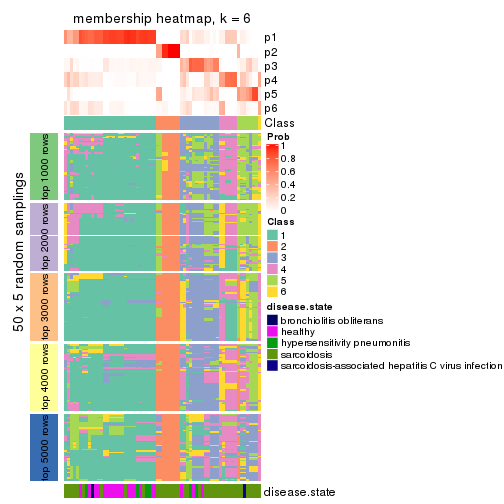 membership heatmap, k = 6
p1
p2
p3
p4
p5
p6
Class
50 x 5 random samplings
top 1000 rows
top 2000 rows
top 3000 rows
top 4000 rows
top 5000 rows
Prob
1
0.8
0.6
0.4
0.2
0
Class
1
2
3
4
5
6
disease.state
bronchiolitis obliterans
healthy
hypersensitivity pneumonitis
sarcoidosis
sarcoidosis-associated hepatitis C virus infection
disease.state